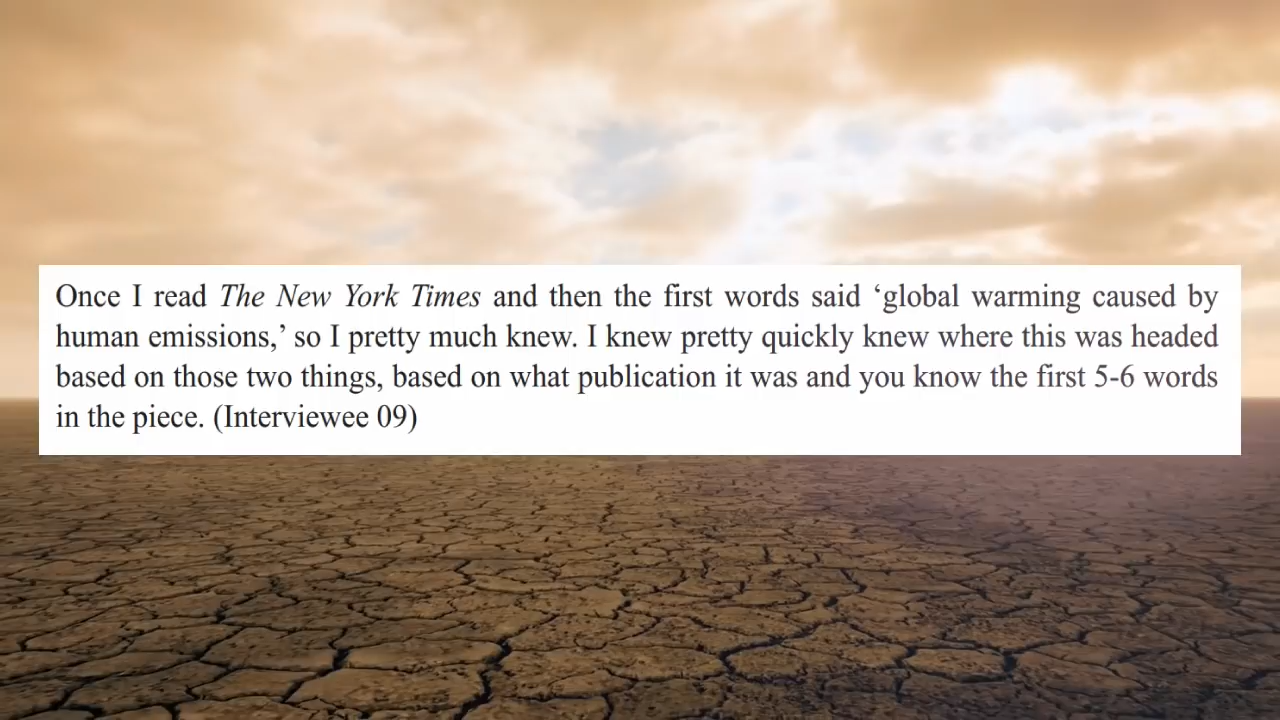 Once I read The New York Times and then the first words said ‘global warming caused by
human emissions,’ so I pretty much knew. I knew pretty quickly knew where this was headed
based on those two things, based on what publication it was and you know the first 5-6 words
in the piece. (Interviewee 09)